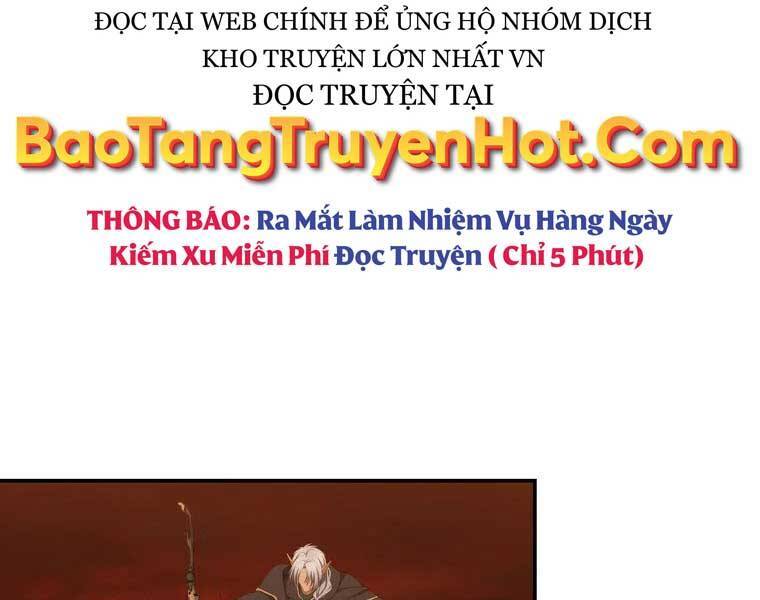 ĐỌC TẠI WEB CHÍNH ĐỂ ỦNG HỘ NHÓM DỊCH
KHO TRUYỆN LỚN NHẤT VN
ĐỌC TRUYỆN TẠI
BaoTangTruyenHot.Com
THÔNG BÁO: Ra Mắt Làm Nhiệm Vụ Hàng Ngày
Kiếm Xu Miễn Phí Đọc Truyện ( Chỉ 5 Phút)